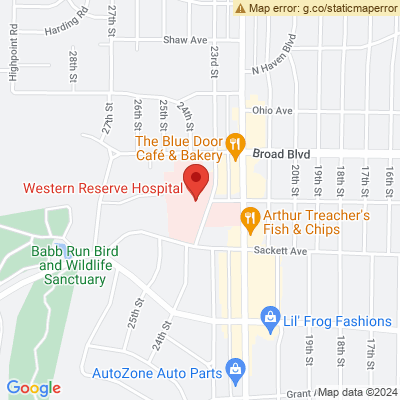 Map error: g.co/staticmaperror
Harding Rd
Highpoint Rd
28th St
27th St
Shaw Ave
23rd St
N Haven Blvd
27th St
26th St
25th St
24th St
Ohio Ave
The Blue Door
Café & Bakery
Broad Blvd
Western Reserve Hospital
20th St
19th St
18th St
17th St
16th St
Arthur Treacher's
Fish & Chips
Babb Run Bird
and Wildlife
Sanctuary
Sackett Ave
25th St
24th St
Lil' Frog Fashions
19th St
18th St
17th St
AutoZone Auto Parts
Google
Grant
Map data ©2024